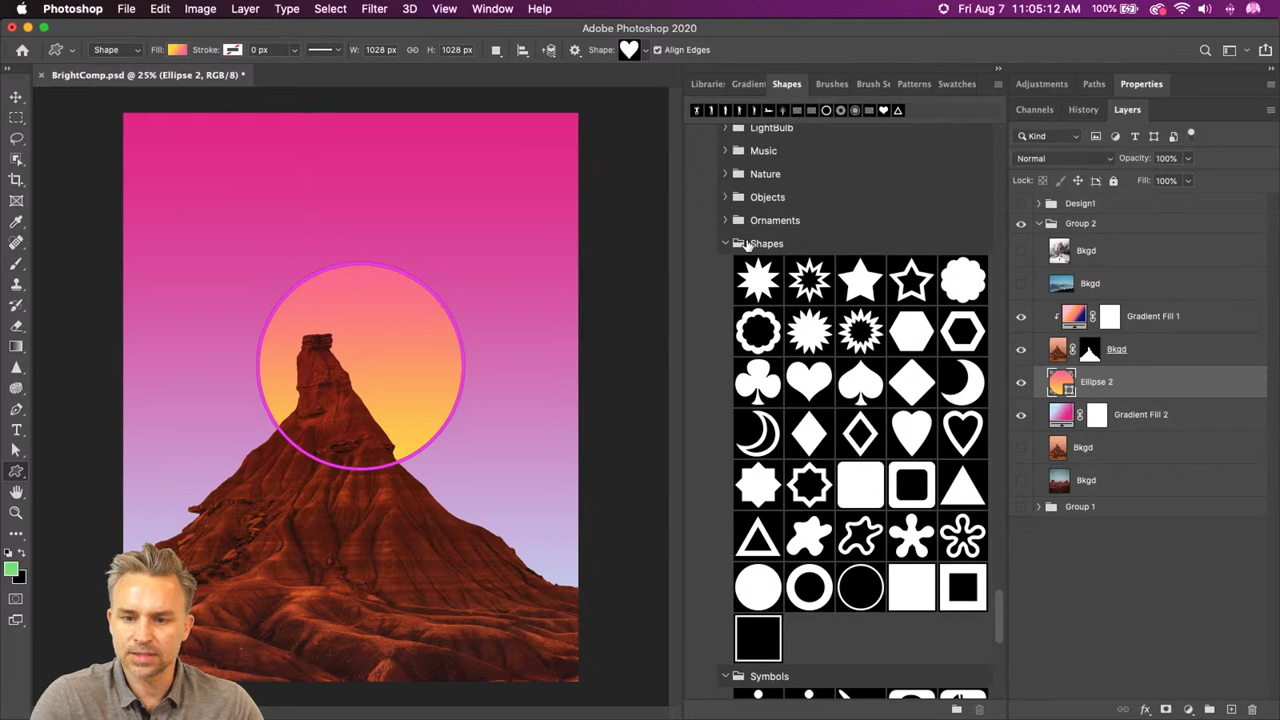 Photoshop File Edit Image Layer Type Select Filter 3D View Window Help 100% Fri Aug 7 11:05:12 AM
Adobe Photoshop 2020
Shape Fill: Stroke: 0 px W: 1028 px H: 1028 px Shape: Align Edges
BrightComp.psd @ 25% (Ellipse 2, RGB/8) *
Librarie: Gradien Shapes Brushes Brush Se Patterns Swatches
Adjustments Paths Properties
Channels History Layers
LightBulb
Music
Nature
Objects
Ornaments
Shapes
Symbols
Kind
Normal Opacity: 100%
Lock: Fill: 100%
Design1
Group 2
Bkgd
Bkgd
Gradient Fill 1
Bkgd
Ellipse 2
Gradient Fill 2
Bkgd
Bkgd
Group 1
fx